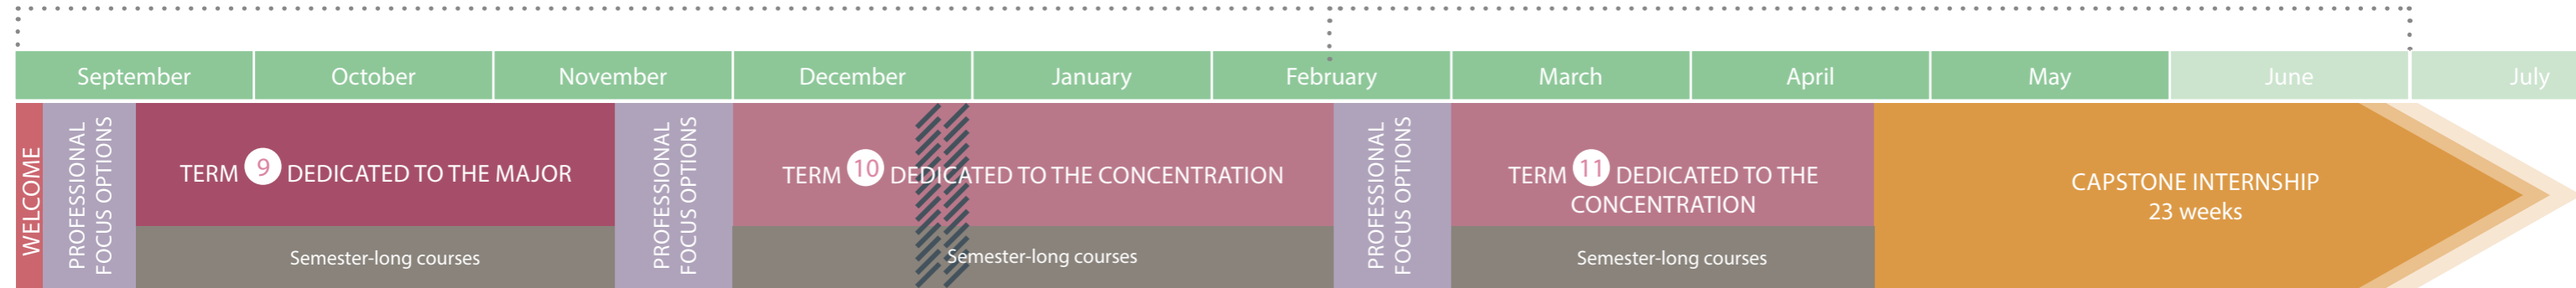 September October November December January February March April May June July
WELCOME
PROFESSIONAL
FOCUS OPTIONS
TERM 9 DEDICATED TO THE MAJOR
Semester-long courses
PROFESSIONAL
FOCUS OPTIONS
TERM 10 DEDICATED TO THE CONCENTRATION
Semester-long courses
PROFESSIONAL
FOCUS OPTIONS
TERM 11 DEDICATED TO THE
CONCENTRATION
Semester-long courses
CAPSTONE INTERNSHIP
23 weeks